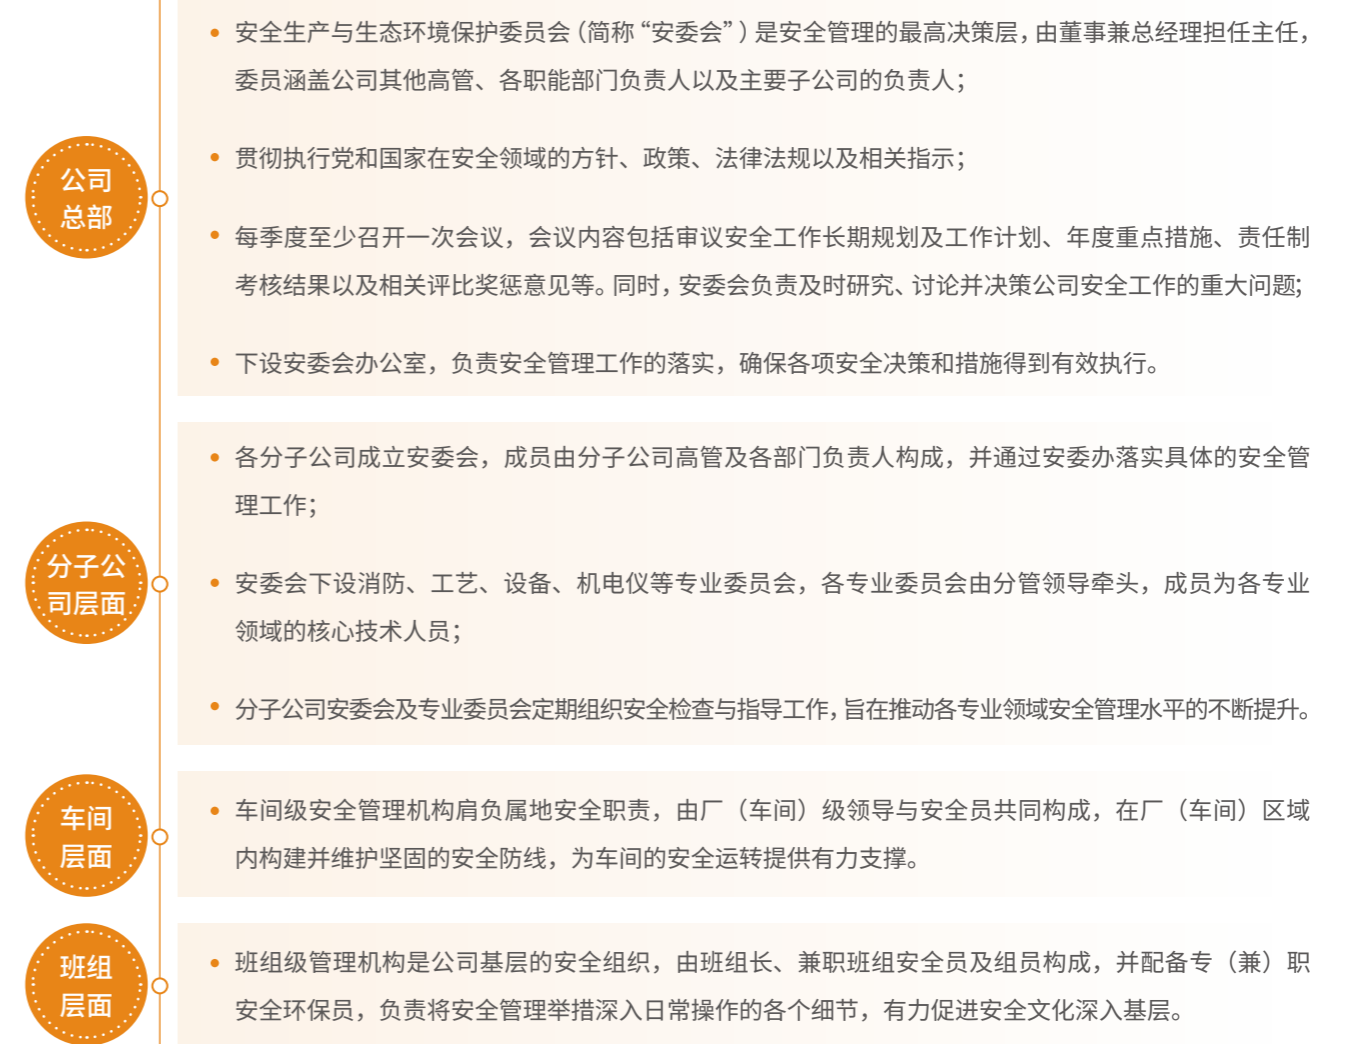 安全生产与生态环境保护委员会（简称“安委会”）是安全管理的最高决策层，由董事兼总经理担任主任，
委员涵盖公司其他高管、各职能部门负责人以及主要子公司的负责人；
贯彻执行党和国家在安全领域的方针、政策、法律法规以及相关指示；
公司
总部
每季度至少召开一次会议，会议内容包括审议安全工作长期规划及工作计划、年度重点措施、责任制
考核结果以及相关评比奖惩意见等。同时，安委会负责及时研究、讨论并决策公司安全工作的重大问题；
下设安委会办公室，负责安全管理工作的落实，确保各项安全决策和措施得到有效执行。
各分子公司成立安委会，成员由分子公司高管及各部门负责人构成，并通过安委办落实具体的安全管
理工作；
分子公
司层面
安委会下设消防、工艺、设备、机电仪等专业委员会，各专业委员会由分管领导牵头，成员为各专业
领域的核心技术人员；
分子公司安委会及专业委员会定期组织安全检查与指导工作，旨在推动各专业领域安全管理水平的不断提升。
车间
层面
车间级安全管理机构肩负属地安全职责，由厂（车间）级领导与安全员共同构成，在厂（车间）区域
内构建并维护坚固的安全防线，为车间的安全运转提供有力支撑。
班组
层面
班组级管理机构是公司基层的安全组织，由班组长、兼职班组安全员及组员构成，并配备专（兼）职
安全环保员，负责将安全管理举措深入日常操作的各个细节，有力促进安全文化深入基层。